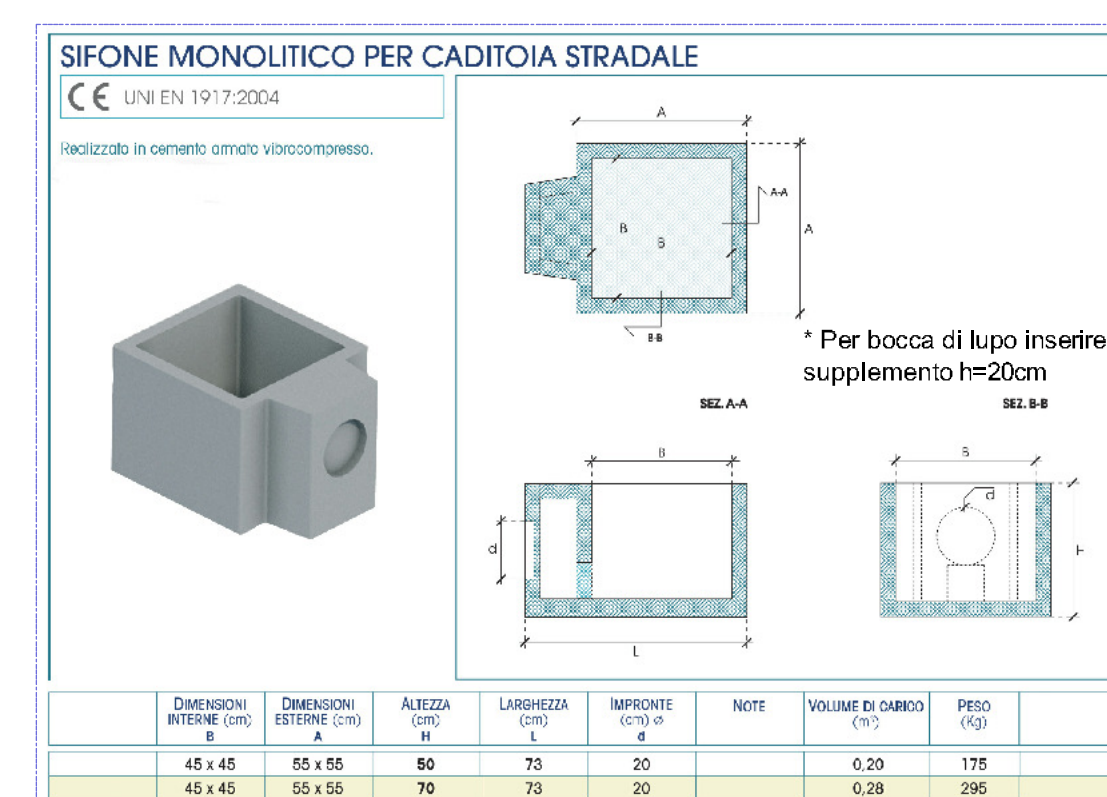 SIFONE MONOLITICO PER CADITOIA STRADALE
CE UNI EN 1917:2004
Realizzato in cemento armato vibrocompresso.
A
A-A
A
B
B
B-B
* Per bocca di lupo inserire
supplemento h=20cm
SEZ. A-A
SEZ. B-B
B
B
d
d
H
L
DIMENSIONI INTERNE (cm) B
DIMENSIONI ESTERNE (cm) A
ALTEZZA (cm) H
LARGHEZZA (cm) L
IMPRONTE (cm) ø d
NOTE
VOLUME DI CARICO (m³)
PESO (Kg)
45 x 45 55 x 55 50 73 20 0,20 175
45 x 45 55 x 55 70 73 20 0,28 295